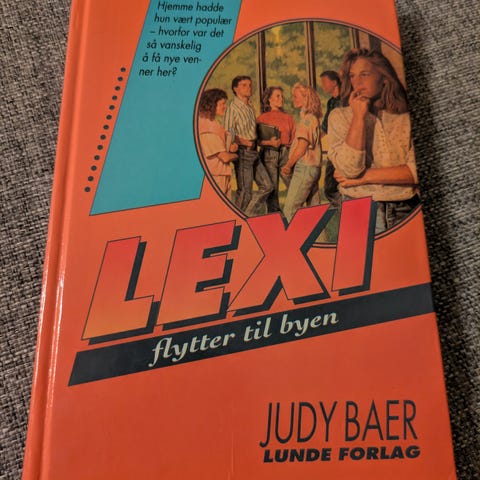 Hjemme hadde
hun vært populær
– hvorfor var det
så vanskelig
å få nye ven-
ner her?
LEXI
flytter til byen
JUDY BAER
LUNDE FORLAG